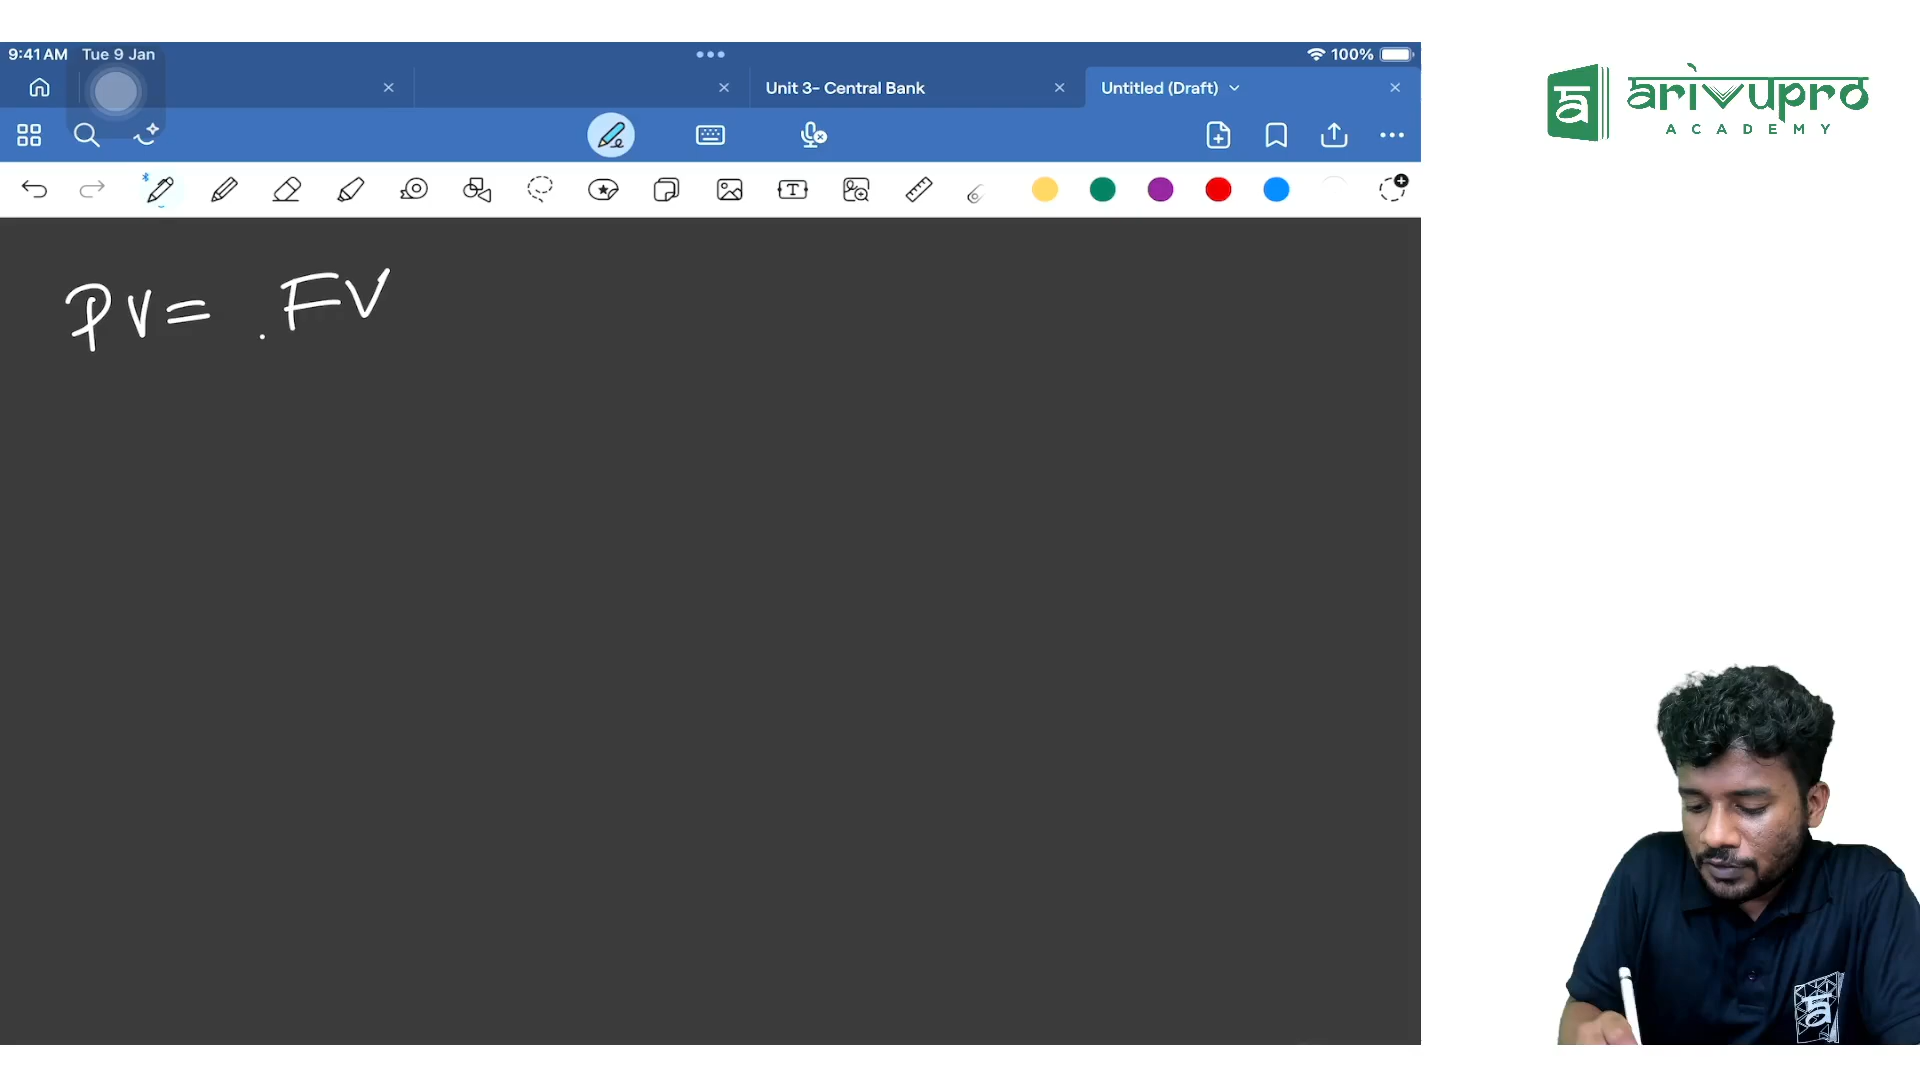 9:41 AM Tue 9 Jan
100%
Unit 3- Central Bank
Untitled (Draft)
arivupro
ACADEMY
PV = . FV